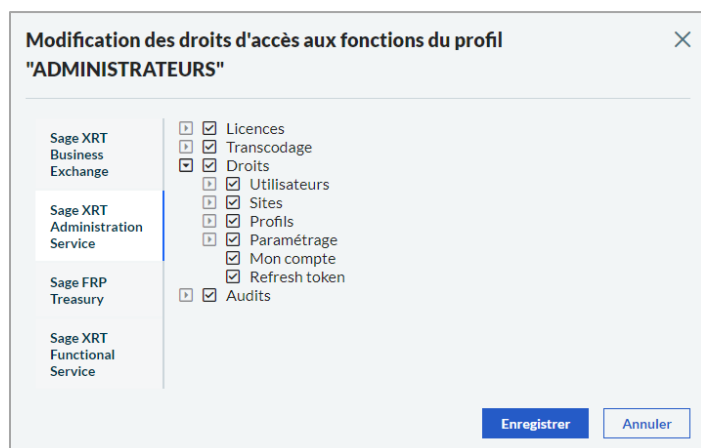 Modification des droits d'accès aux fonctions du profil
"ADMINISTRATEURS"
Sage XRT
Business
Exchange
Sage XRT
Administration
Service
Sage FRP
Treasury
Sage XRT
Functional
Service
Licences
Transcodage
Droits
Utilisateurs
Sites
Profils
Paramétrage
Mon compte
Refresh token
Audits
Enregistrer
Annuler